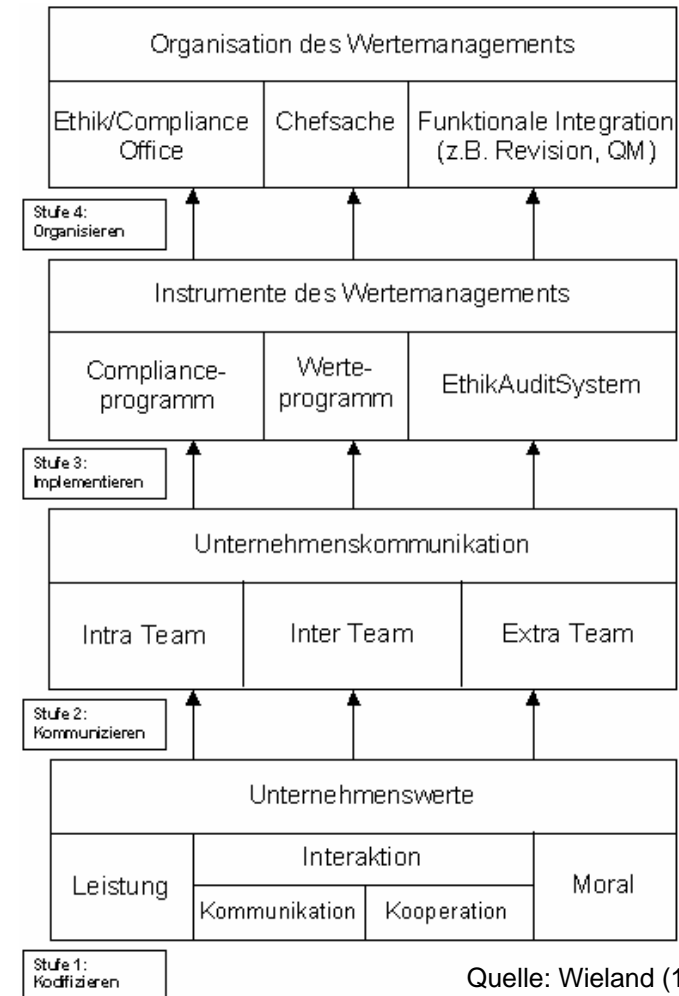 Organisation des Wertemanagements
Ethik/Compliance
Office
Chefsache
Funktionale Integration
(z.B. Revision, QM)
Stufe 4:
Organisieren
Instrumente des Wertemanagements
Compliance-
programm
Werte-
programm
EthikAuditSystem
Stufe 3:
Implementieren
Unternehmenskommunikation
Intra Team
Inter Team
Extra Team
Stufe 2:
Kommunizieren
Unternehmenswerte
Leistung
Interaktion
Kommunikation
Kooperation
Moral
Stufe 1:
Kodifizieren
Quelle: Wieland (1